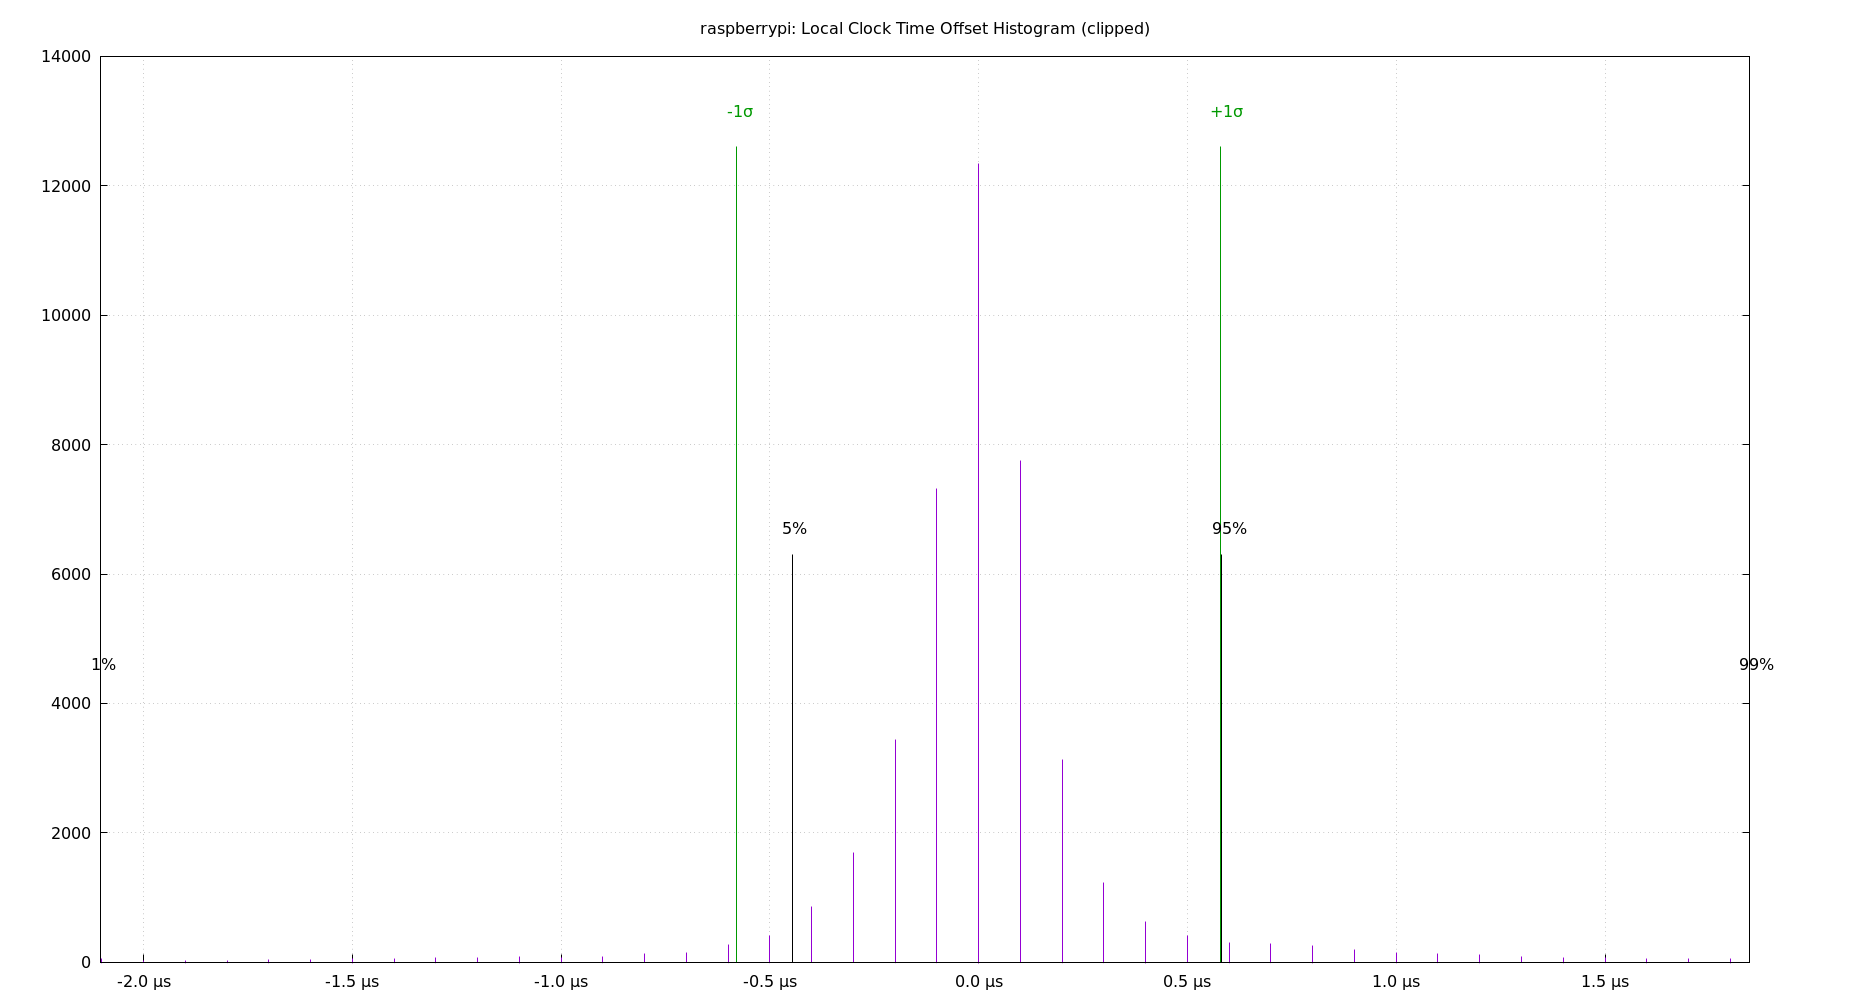 raspberrypi: Local Clock Time Offset Histogram (clipped)
14000
-1σ
+1σ
12000
10000
8000
5%
95%
6000
1%
99%
4000
2000
0
-2.0 µs
-1.5 µs
-1.0 µs
-0.5 µs
0.0 µs
0.5 µs
1.0 µs
1.5 µs